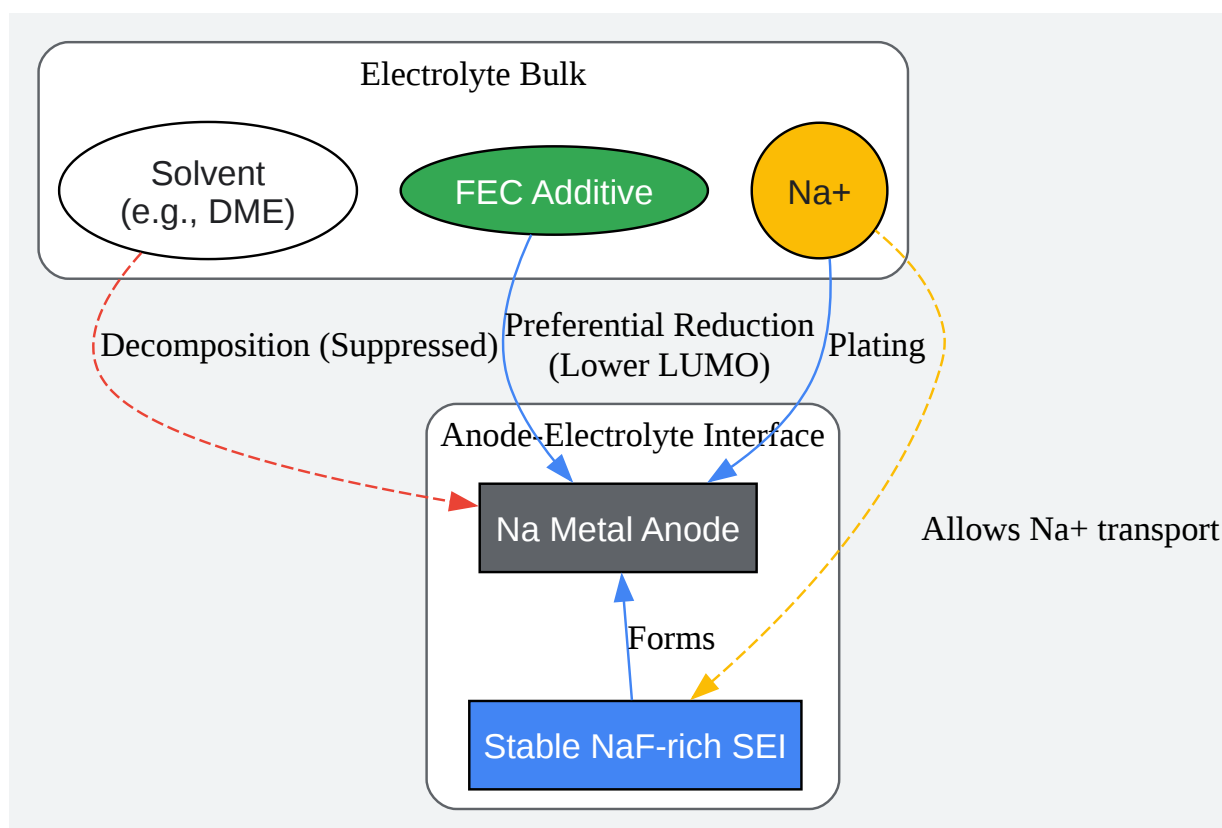 Electrolyte Bulk
Solvent
(e.g., DME)
FEC Additive
Na+
Decomposition (Suppressed)
Preferential Reduction
(Lower LUMO)
Plating
Anode-Electrolyte Interface
Na Metal Anode
Allows Na+ transport
Forms
Stable NaF-rich SEI